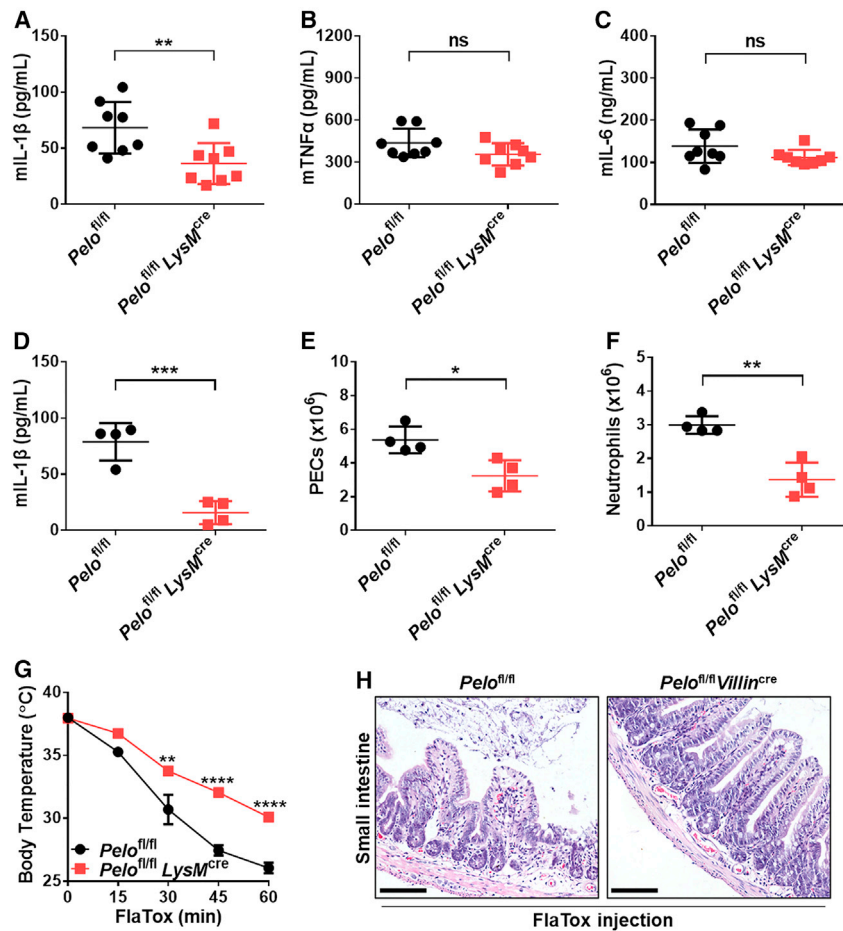 A
mIL-1β (pg/mL)
150
100
50
0
**
Pelo^fl/fl
Pelo^fl/fl LysM^cre
B
mTNFα (pg/mL)
1200
900
600
300
0
ns
Pelo^fl/fl
Pelo^fl/fl LysM^cre
C
mIL-6 (ng/mL)
400
300
200
100
0
ns
Pelo^fl/fl
Pelo^fl/fl LysM^cre
D
mIL-1β (pg/mL)
150
100
50
0
***
Pelo^fl/fl
Pelo^fl/fl LysM^cre
E
PECs (x10^6)
10
8
6
4
2
0
*
Pelo^fl/fl
Pelo^fl/fl LysM^cre
F
Neutrophils (x10^6)
5
4
3
2
1
0
**
Pelo^fl/fl
Pelo^fl/fl LysM^cre
G
Body Temperature (°C)
40
35
30
25
**
****
****
Pelo^fl/fl
Pelo^fl/fl LysM^cre
0 15 30 45 60
FlaTox (min)
H
Pelo^fl/fl
Pelo^fl/fl Villin^cre
Small intestine
FlaTox injection